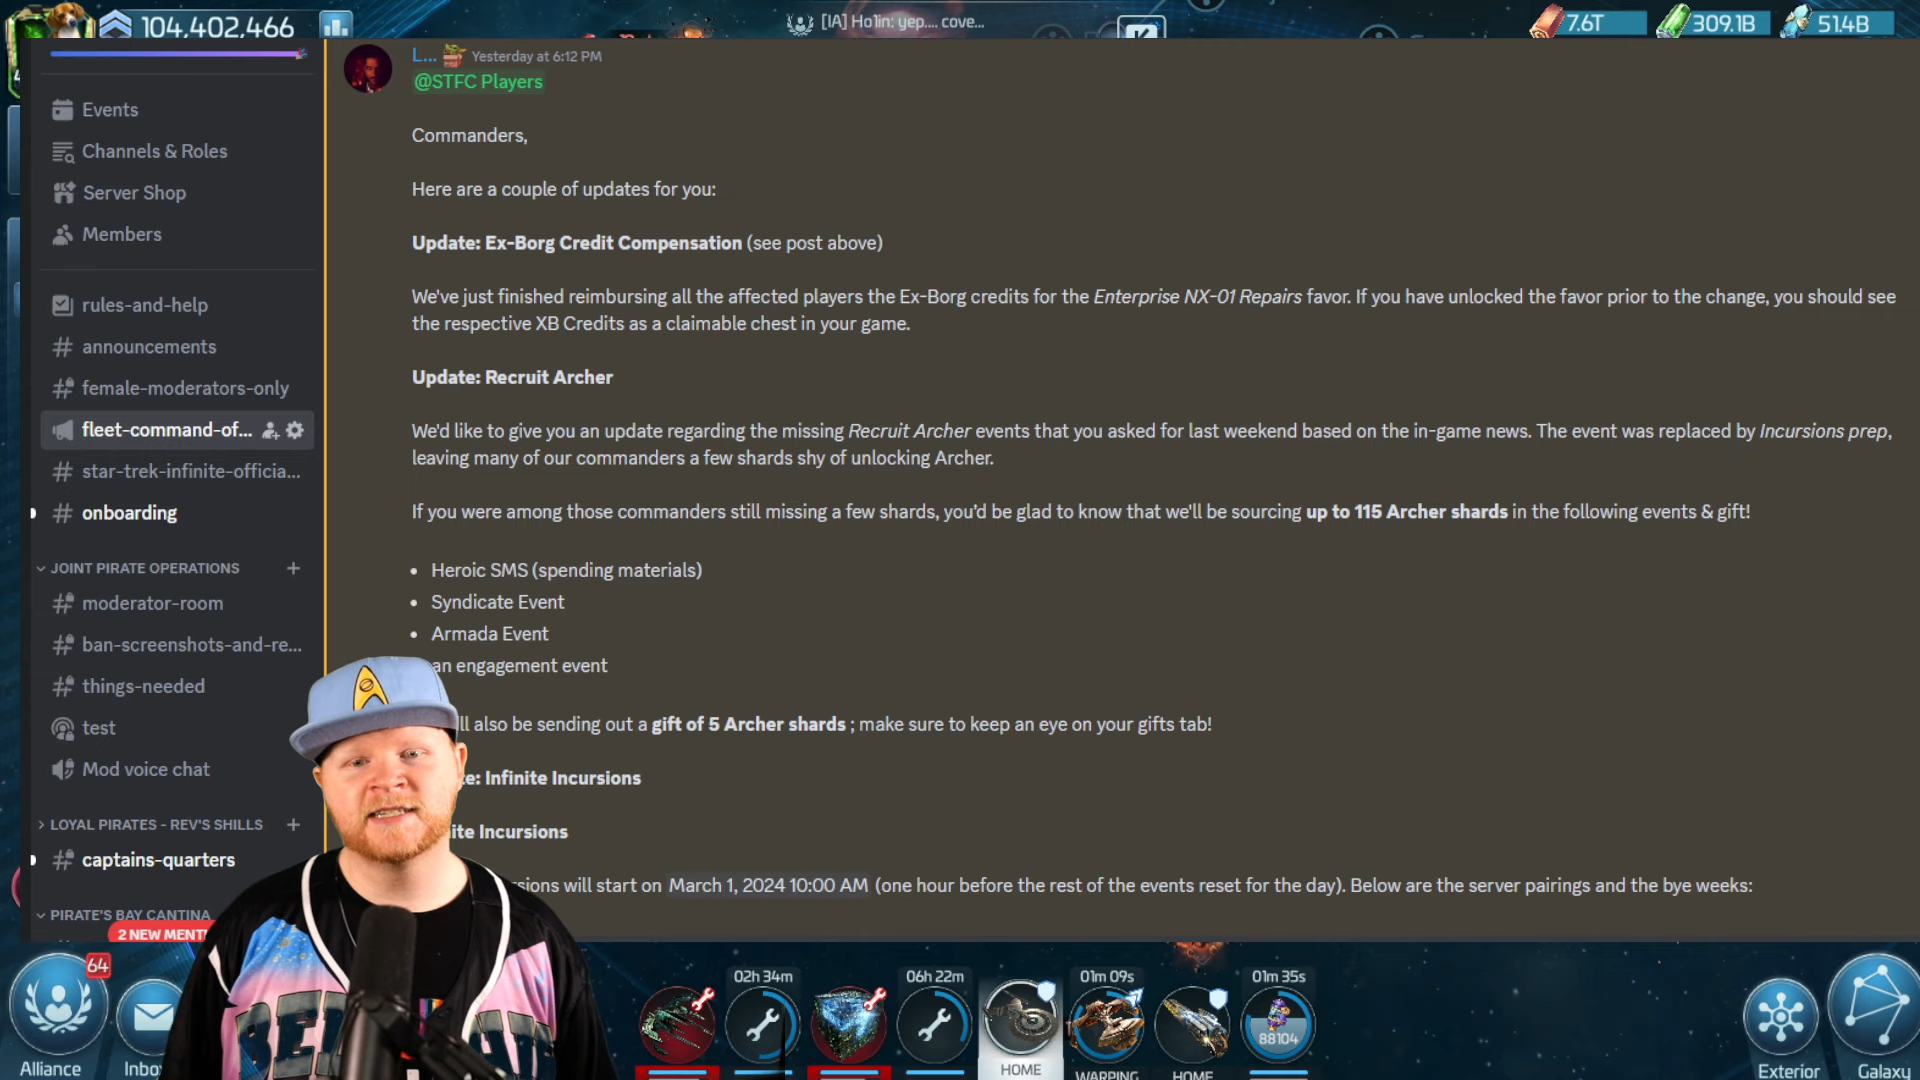 104,402,466
[IA] Ho1in: yep.... cove...
7.6T
309.1B
51.4B
Events
Channels & Roles
Server Shop
Members
rules-and-help
announcements
female-moderators-only
fleet-command-of...
star-trek-infinite-officia...
onboarding
JOINT PIRATE OPERATIONS
moderator-room
ban-screenshots-and-re...
things-needed
test
Mod voice chat
LOYAL PIRATES - REV'S SHILLS
captains-quarters
PIRATE'S BAY CANTINA
2 NEW MENTI
L... Yesterday at 6:12 PM
@STFC Players
Commanders,
Here are a couple of updates for you:
Update: Ex-Borg Credit Compensation (see post above)
We've just finished reimbursing all the affected players the Ex-Borg credits for the Enterprise NX-01 Repairs favor. If you have unlocked the favor prior to the change, you should see
the respective XB Credits as a claimable chest in your game.
Update: Recruit Archer
We'd like to give you an update regarding the missing Recruit Archer events that you asked for last weekend based on the in-game news. The event was replaced by Incursions prep,
leaving many of our commanders a few shards shy of unlocking Archer.
If you were among those commanders still missing a few shards, you'd be glad to know that we'll be sourcing up to 115 Archer shards in the following events & gift!
• Heroic SMS (spending materials)
• Syndicate Event
• Armada Event
an engagement event
ll also be sending out a gift of 5 Archer shards ; make sure to keep an eye on your gifts tab!
te: Infinite Incursions
nite Incursions
rsions will start on March 1, 2024 10:00 AM (one hour before the rest of the events reset for the day). Below are the server pairings and the bye weeks:
64
Alliance
Inbo
02h 34m
06h 22m
HOME
01m 09s
WARPING
HOME
01m 35s
88104
Exterior
Galaxy